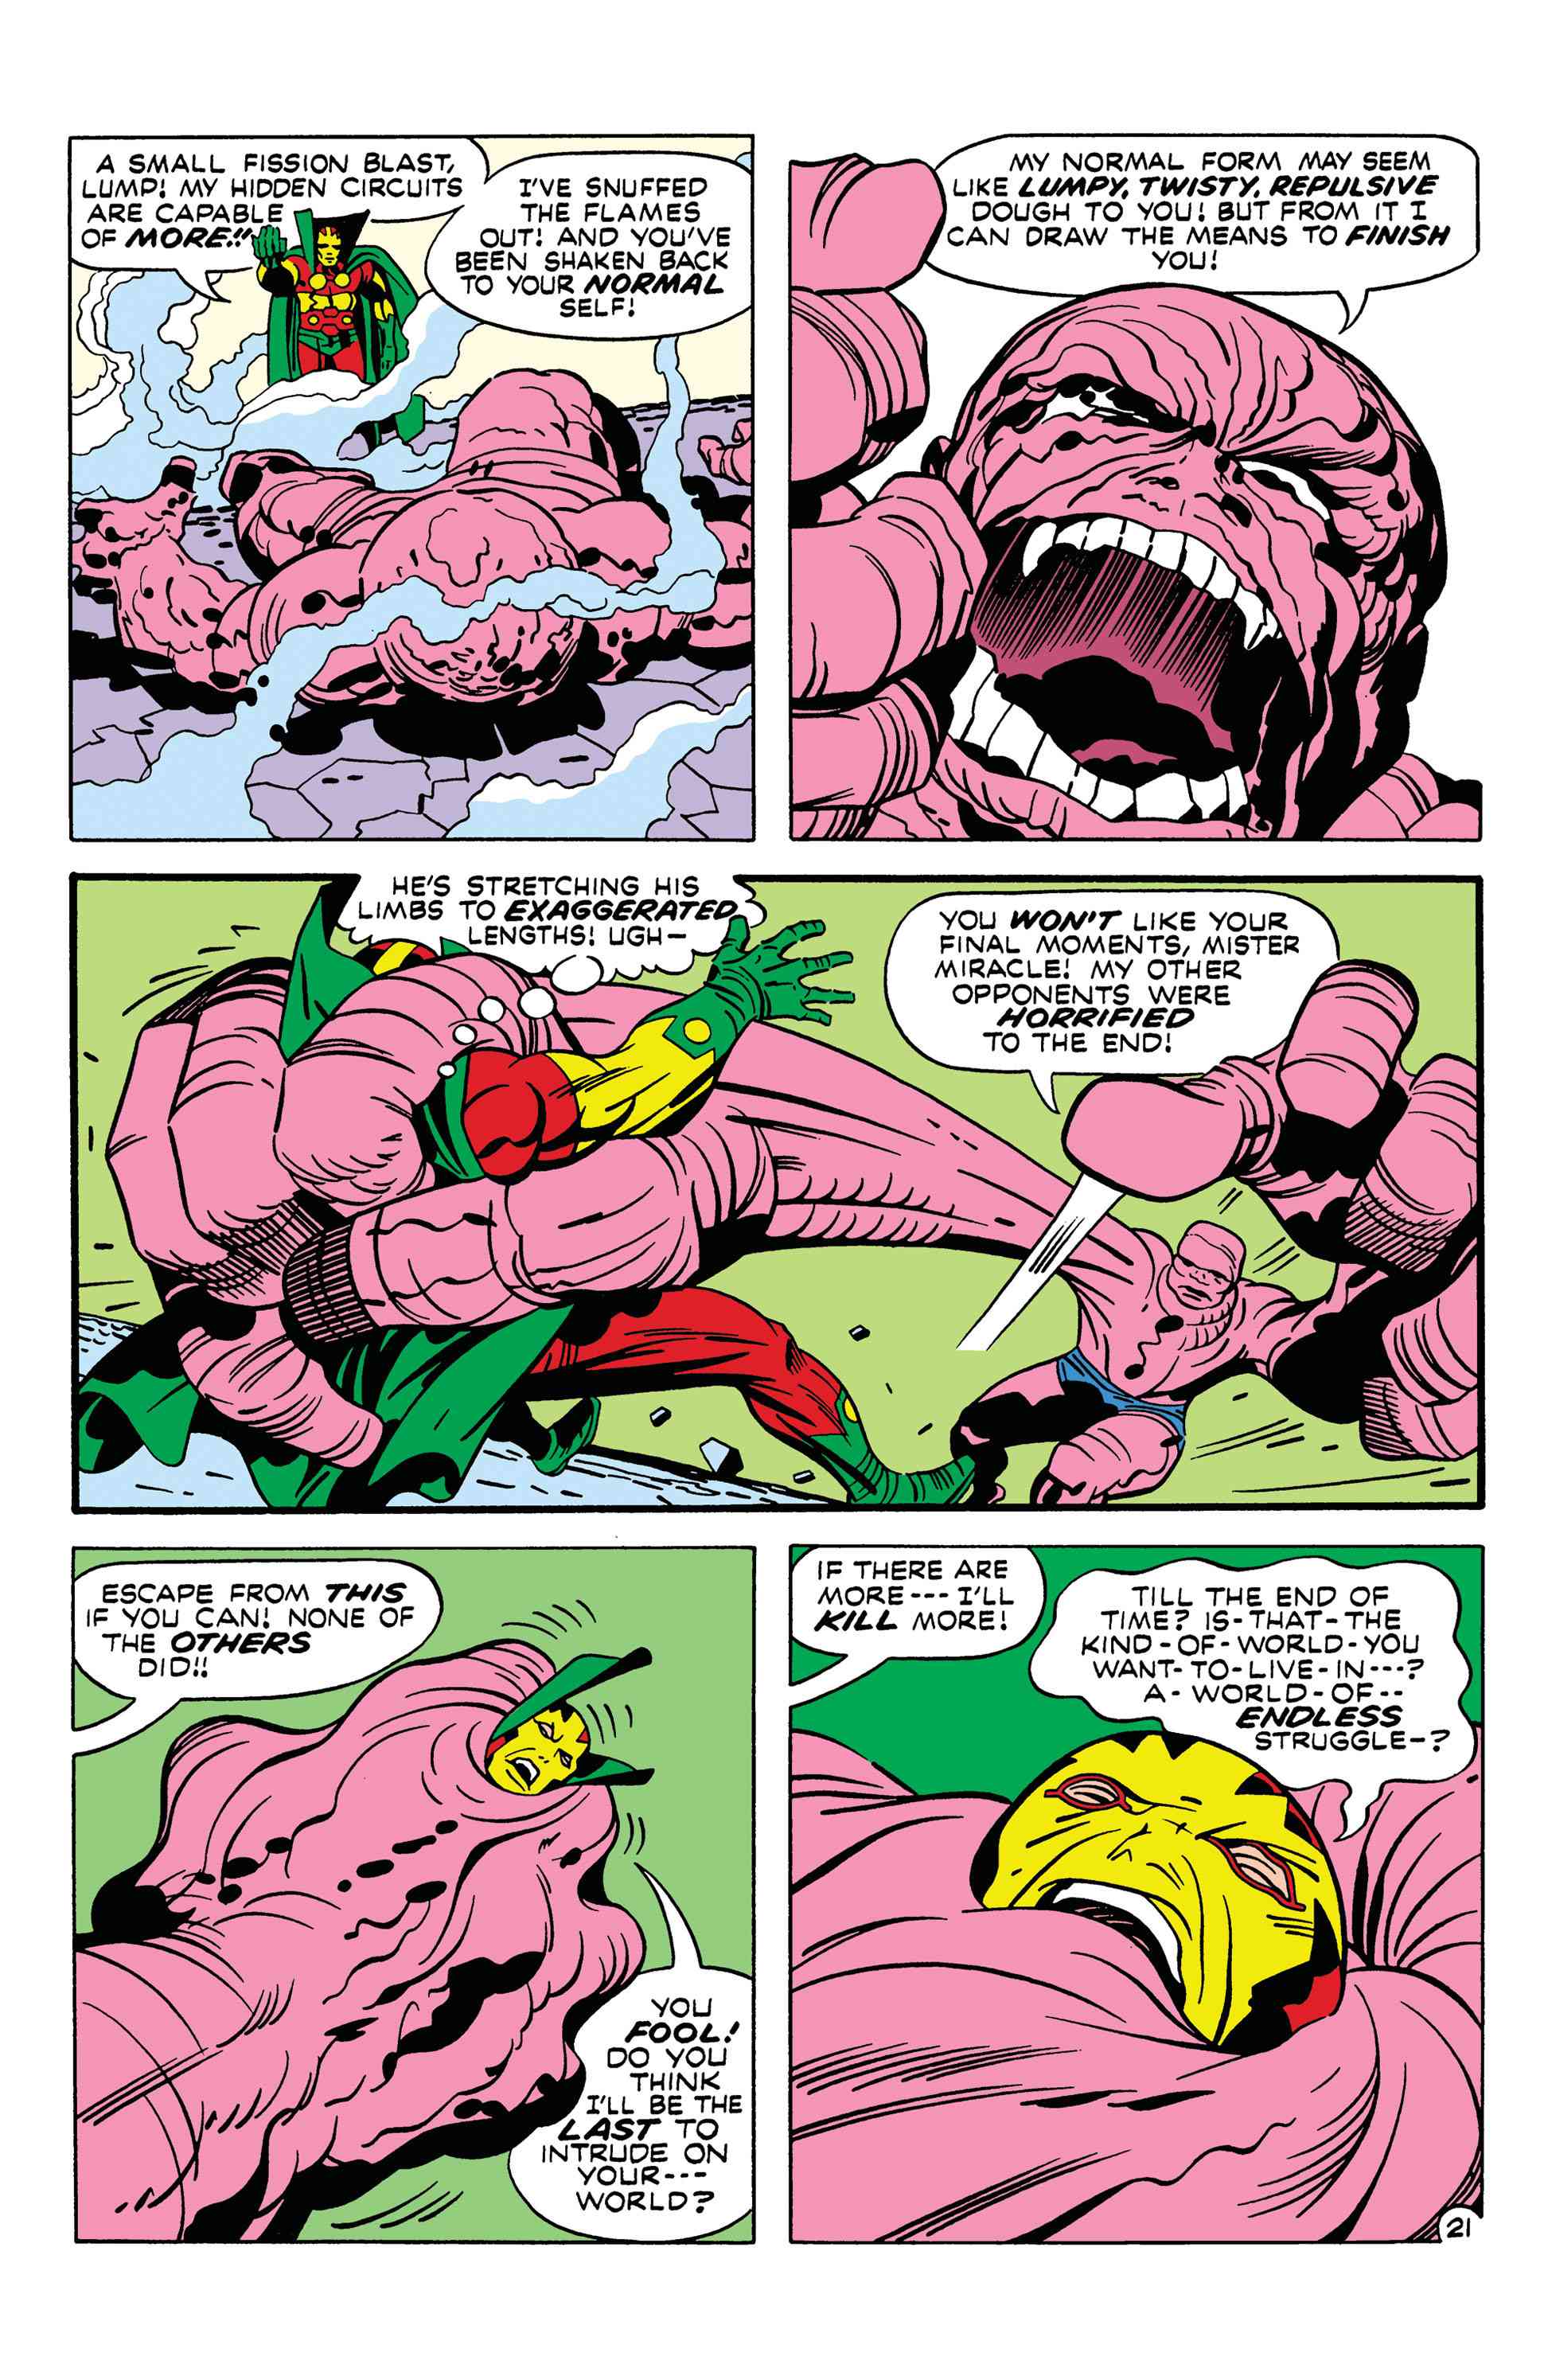 A SMALL FISSION BLAST,
LUMP! MY HIDDEN CIRCUITS
ARE CAPABLE
OF MORE!!
I'VE SNUFFED
THE FLAMES
OUT! AND YOU'VE
BEEN SHAKEN BACK
TO YOUR NORMAL
SELF!
MY NORMAL FORM MAY SEEM
LIKE LUMPY, TWISTY, REPULSIVE
DOUGH TO YOU! BUT FROM IT I
CAN DRAW THE MEANS TO FINISH
YOU!
HE'S STRETCHING HIS
LIMBS TO EXAGGERATED
LENGTHS! UGH-
YOU WON'T LIKE YOUR
FINAL MOMENTS, MISTER
MIRACLE! MY OTHER
OPPONENTS WERE
HORRIFIED
TO THE END!
ESCAPE FROM THIS
IF YOU CAN! NONE OF
THE OTHERS
DID!!
YOU
FOOL!
DO YOU
THINK
I'LL BE THE
LAST TO
INTRUDE ON
YOUR---
WORLD?
IF THERE ARE
MORE--- I'LL
KILL MORE!
TILL THE END OF
TIME? IS-THAT-THE
KIND-OF-WORLD-YOU
WANT-TO-LIVE-IN---?
A-WORLD-OF--
ENDLESS
STRUGGLE-?
21